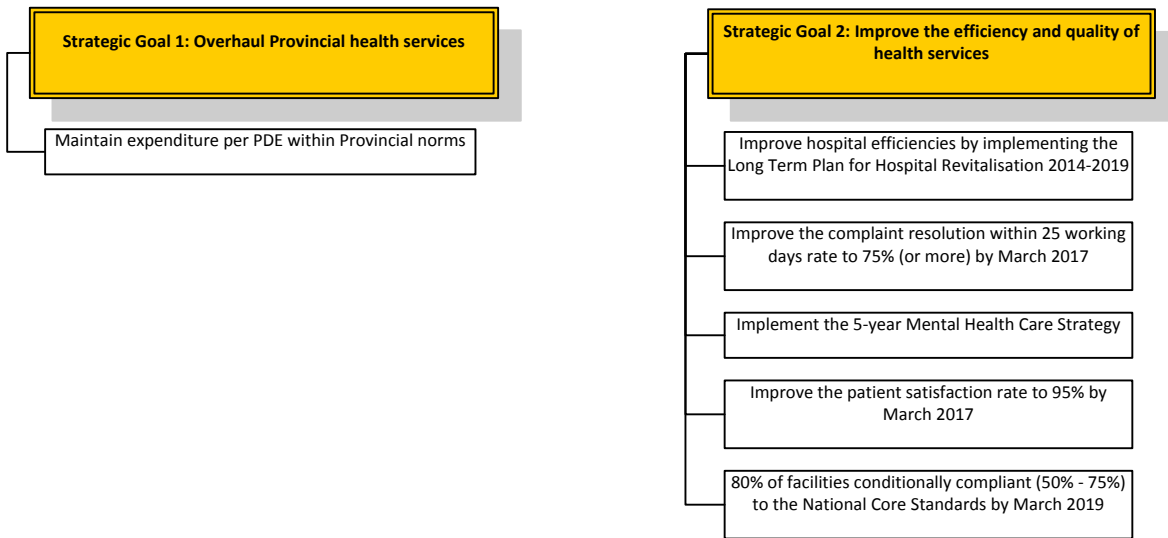 Strategic Goal 1: Overhaul Provincial health services
Maintain expenditure per PDE within Provincial norms
Strategic Goal 2: Improve the efficiency and quality of
health services
Improve hospital efficiencies by implementing the
Long Term Plan for Hospital Revitalisation 2014-2019
Improve the complaint resolution within 25 working
days rate to 75% (or more) by March 2017
Implement the 5-year Mental Health Care Strategy
Improve the patient satisfaction rate to 95% by
March 2017
80% of facilities conditionally compliant (50% - 75%)
to the National Core Standards by March 2019